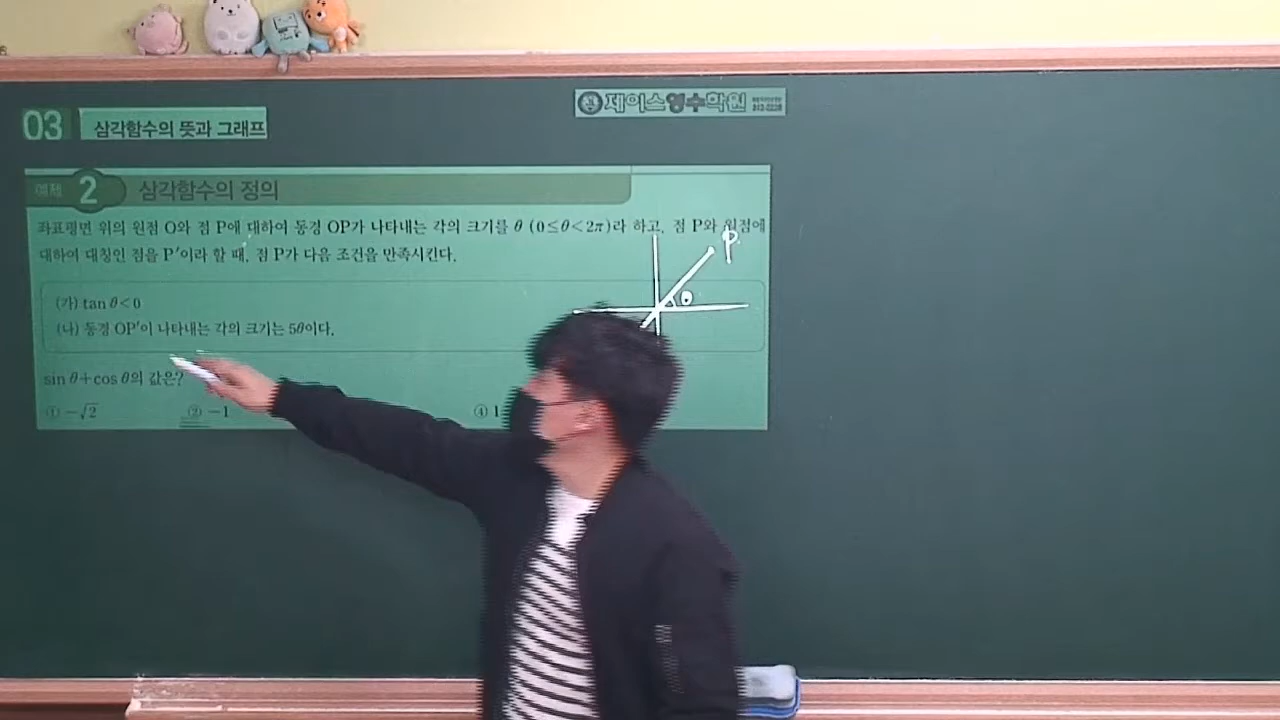 제이스영수학원
03 삼각함수의 뜻과 그래프
예제 2 삼각함수의 정의
좌표평면 위의 원점 O와 점 P에 대하여 동경 OP가 나타내는 각의 크기를 θ (0≤θ<2π)라 하고, 점 P와 원점에
대하여 대칭인 점을 P′이라 할 때, 점 P가 다음 조건을 만족시킨다.
P
θ
(가) tan θ<0
(나) 동경 OP′이 나타내는 각의 크기는 5θ이다.
sin θ+cos θ의 값은?
① −√2 ② −1 ④ 1